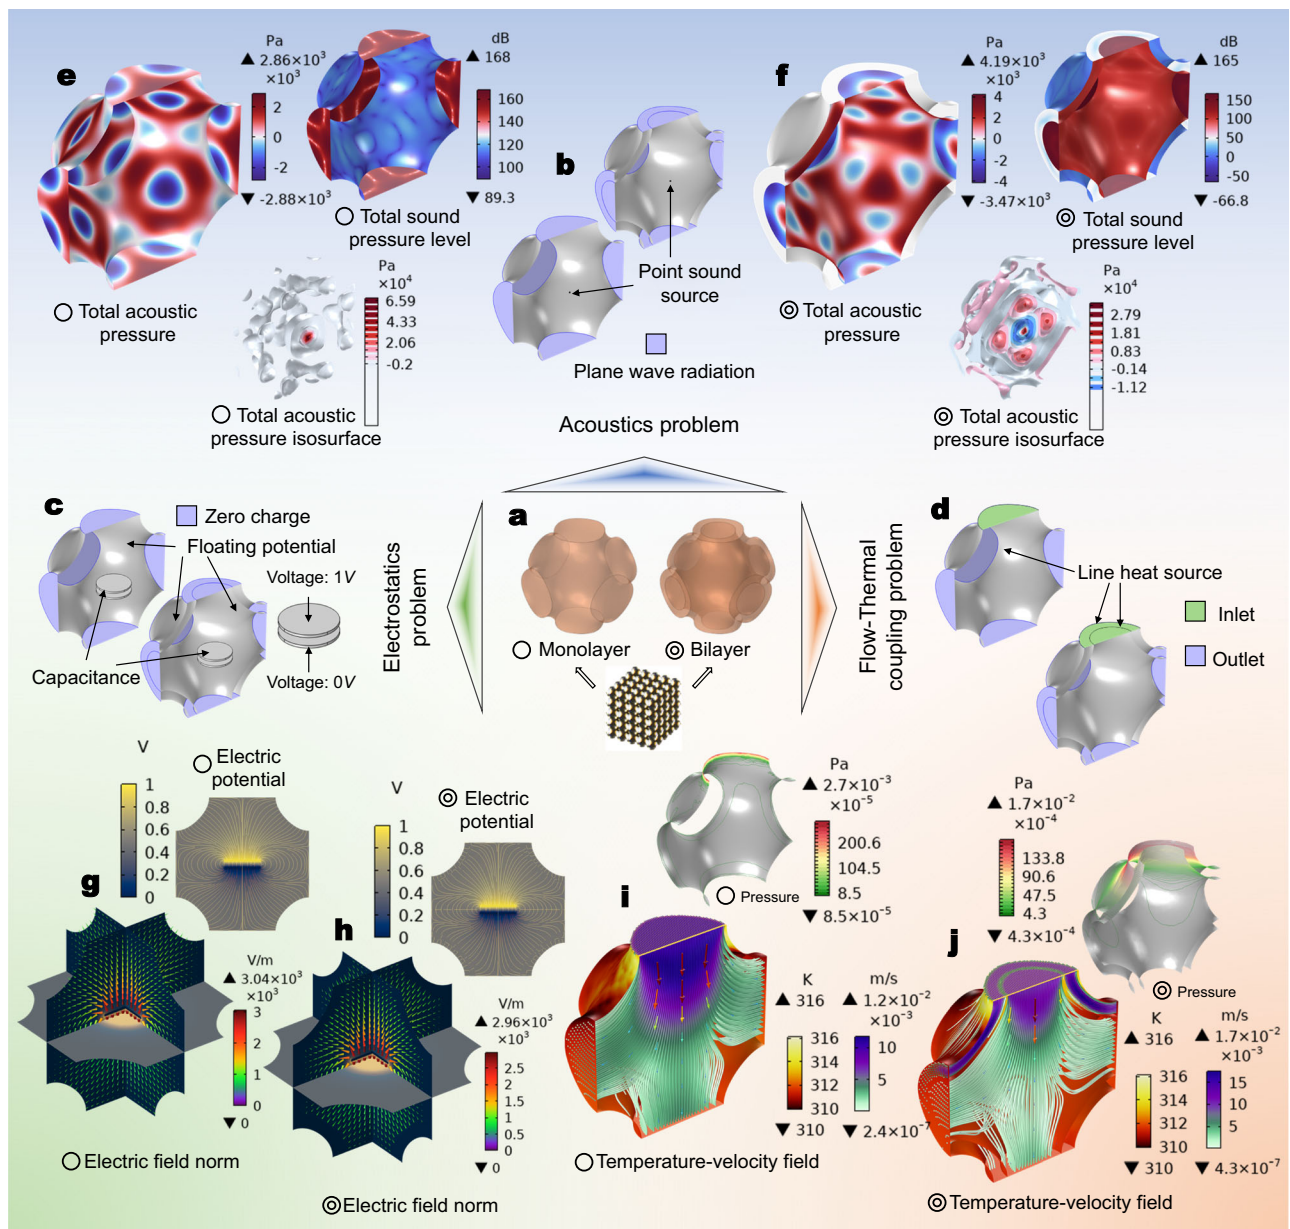 e
Pa
▲ 2.86×10³
×10³
2
0
-2
▼ -2.88×10³
dB
▲ 168
160
140
120
100
▼ 89.3
○ Total sound
pressure level
○ Total acoustic
pressure
Pa
×10⁴
6.59
4.33
2.06
-0.2
○ Total acoustic
pressure isosurface
b
Point sound
source
Plane wave radiation
Acoustics problem
f
Pa
▲ 4.19×10³
×10³
4
2
0
-2
-4
▼ -3.47×10³
dB
▲ 165
150
100
50
0
-50
▼ -66.8
◎ Total sound
pressure level
◎ Total acoustic
pressure
Pa
×10⁴
2.79
1.81
0.83
-0.14
-1.12
◎ Total acoustic
pressure isosurface
c
Zero charge
Floating potential
Voltage: 1V
Capacitance
Voltage: 0V
Electrostatics
problem
a
○ Monolayer
◎ Bilayer
Flow-Thermal
coupling problem
d
Line heat source
Inlet
Outlet
V
1
0.8
0.6
0.4
0.2
0
○ Electric
potential
g
V/m
▲ 3.04×10³
×10³
3
2
1
0
▼ 0
○ Electric field norm
V
1
0.8
0.6
0.4
0.2
0
◎ Electric
potential
h
V/m
▲ 2.96×10³
×10³
2.5
2
1.5
1
0.5
0
▼ 0
◎ Electric field norm
i
Pa
▲ 2.7×10⁻³
×10⁻⁵
200.6
104.5
8.5
▼ 8.5×10⁻⁵
○ Pressure
K
▲ 316
316
314
312
310
▼ 310
m/s
▲ 1.2×10⁻²
×10⁻³
10
5
▼ 2.4×10⁻⁷
○ Temperature-velocity field
j
Pa
▲ 1.7×10⁻²
×10⁻⁴
133.8
90.6
47.5
4.3
▼ 4.3×10⁻⁴
◎ Pressure
K
▲ 316
316
314
312
310
▼ 310
m/s
▲ 1.7×10⁻²
×10⁻³
15
10
5
▼ 4.3×10⁻⁷
◎ Temperature-velocity field